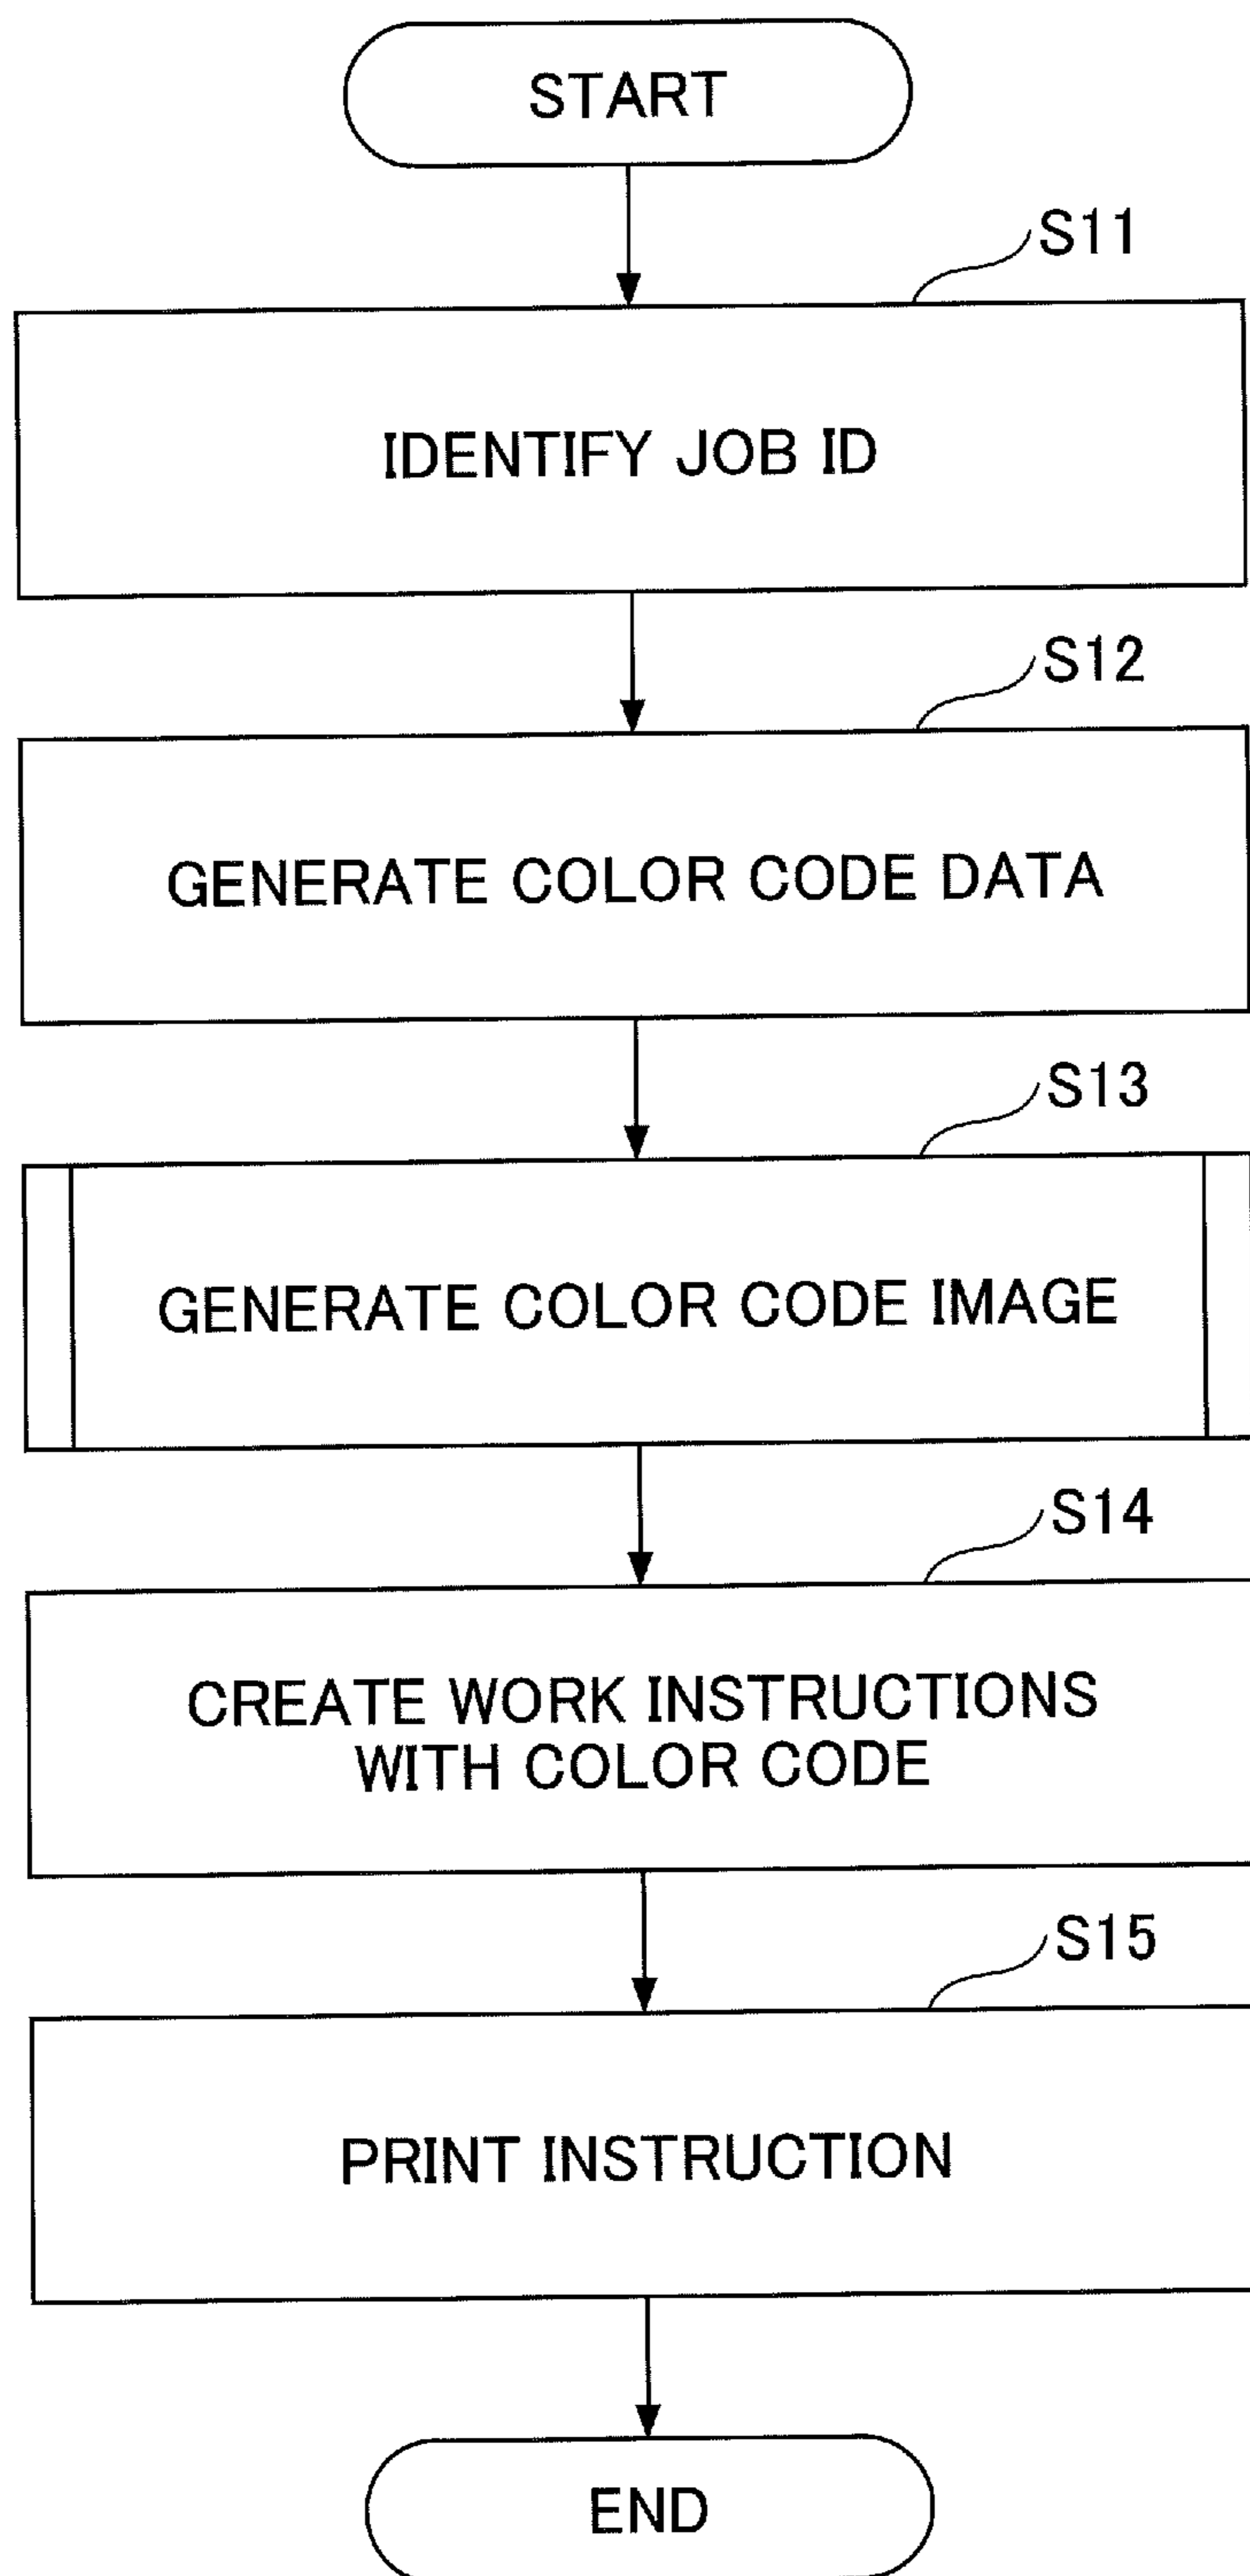 START
S11
IDENTIFY JOB ID
S12
GENERATE COLOR CODE DATA
S13
GENERATE COLOR CODE IMAGE
S14
CREATE WORK INSTRUCTIONS
WITH COLOR CODE
S15
PRINT INSTRUCTION
END